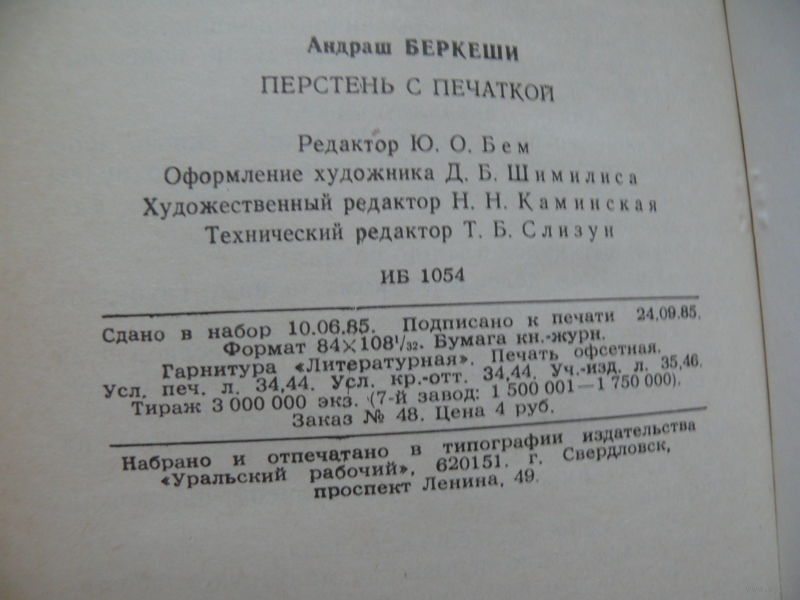 Андраш БЕРКЕШИ
ПЕРСТЕНЬ С ПЕЧАТКОЙ
Редактор Ю. О. Бем
Оформление художника Д. Б. Шимилиса
Художественный редактор Н. Н. Каминская
Технический редактор Т. Б. Слизун
ИБ 1054
Сдано в набор 10.06.85. Подписано к печати 24.09.85.
Формат 84×108¹/₃₂. Бумага кн.-журн.
Гарнитура «Литературная». Печать офсетная.
Усл. печ. л. 34,44. Усл. кр.-отт. 34,44. Уч.-изд. л. 35,46.
Тираж 3 000 000 экз. (7-й завод: 1 500 001—1 750 000).
Заказ № 48. Цена 4 руб.
Набрано и отпечатано в типографии издательства
«Уральский рабочий», 620151. г. Свердловск,
проспект Ленина, 49.